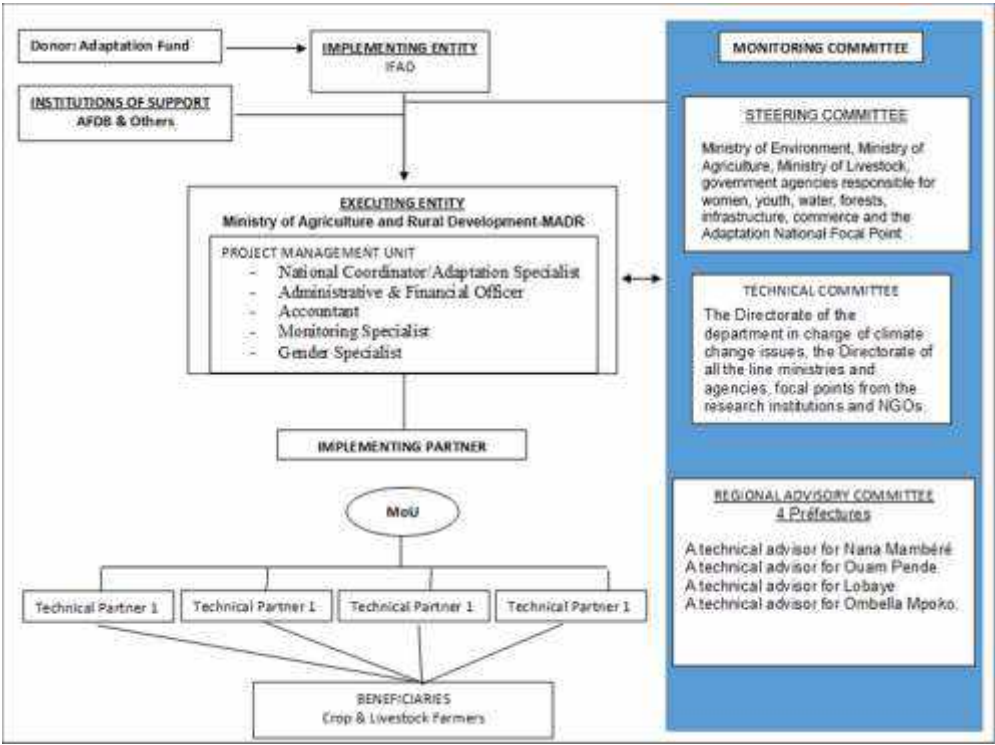 Donor: Adaptation Fund
IMPLEMENTING ENTITY
IFAD
INSTITUTIONS OF SUPPORT
AFDB & Others
EXECUTING ENTITY
Ministry of Agriculture and Rural Development-MADR
PROJECT MANAGEMENT UNIT
- National Coordinator/Adaptation Specialist
- Administrative & Financial Officer
- Accountant
- Monitoring Specialist
- Gender Specialist
IMPLEMENTING PARTNER
MoU
Technical Partner 1
Technical Partner 1
Technical Partner 1
Technical Partner 1
BENEFICIARIES
Crop & Livestock Farmers
MONITORING COMMITTEE
STEERING COMMITTEE
Ministry of Environment, Ministry of
Agriculture, Ministry of Livestock,
government agencies responsible for
women, youth, water, forests,
infrastructure, commerce and the
Adaptation National Focal Point
TECHNICAL COMMITTEE
The Directorate of the
department in charge of climate
change issues, the Directorate of
all the line ministries and
agencies, focal points from the
research institutions and NGOs.
REGIONAL ADVISORY COMMITTEE
4 Préfectures
A technical advisor for Nana Mambéré
A technical advisor for Ouam Pende
A technical advisor for Lobaye
A technical advisor for Ombella Mpoko.